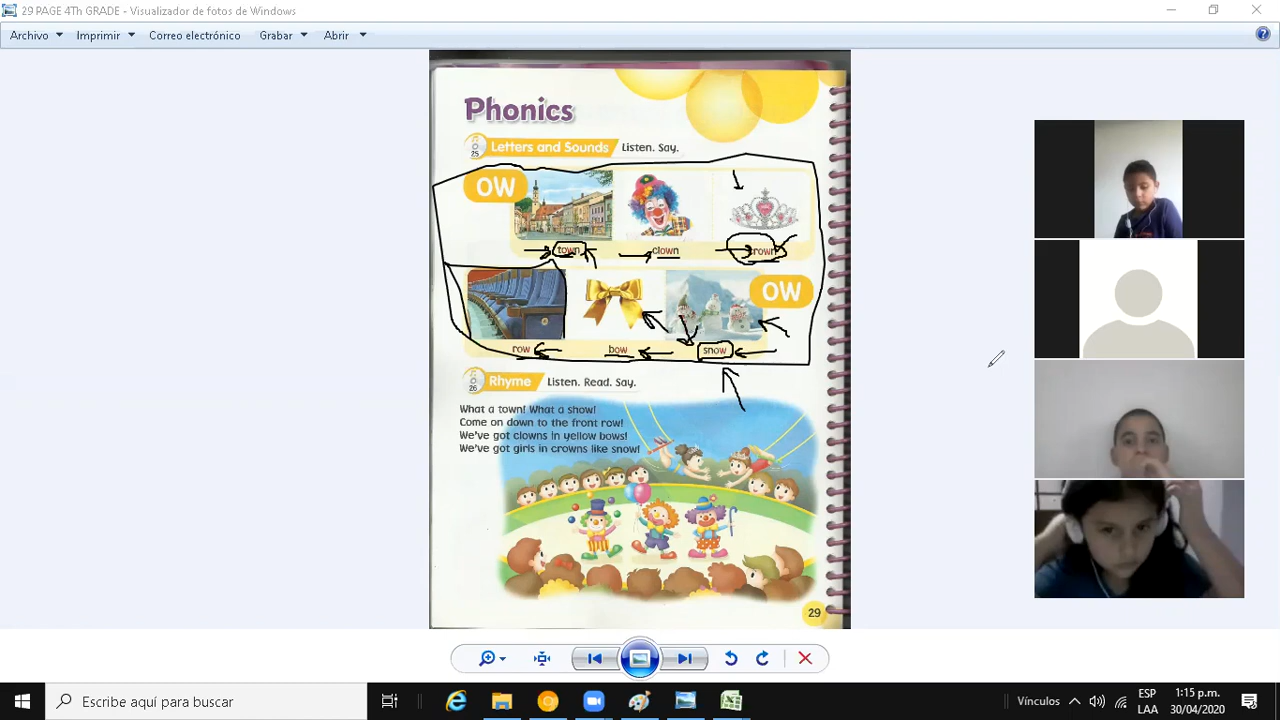 29 PAGE 4Th GRADE - Visualizador de fotos de Windows
Archivo Imprimir Correo electrónico Grabar Abrir
Phonics
25 Letters and Sounds Listen. Say.
OW
town clown crown
OW
row bow snow
26 Rhyme Listen. Read. Say.
What a town! What a show!
Come on down to the front row!
We've got clowns in yellow bows!
We've got girls in crowns like snow!
29
Escribe aquí para buscar
Vínculos
ESP
LAA
1:15 p.m.
30/04/2020